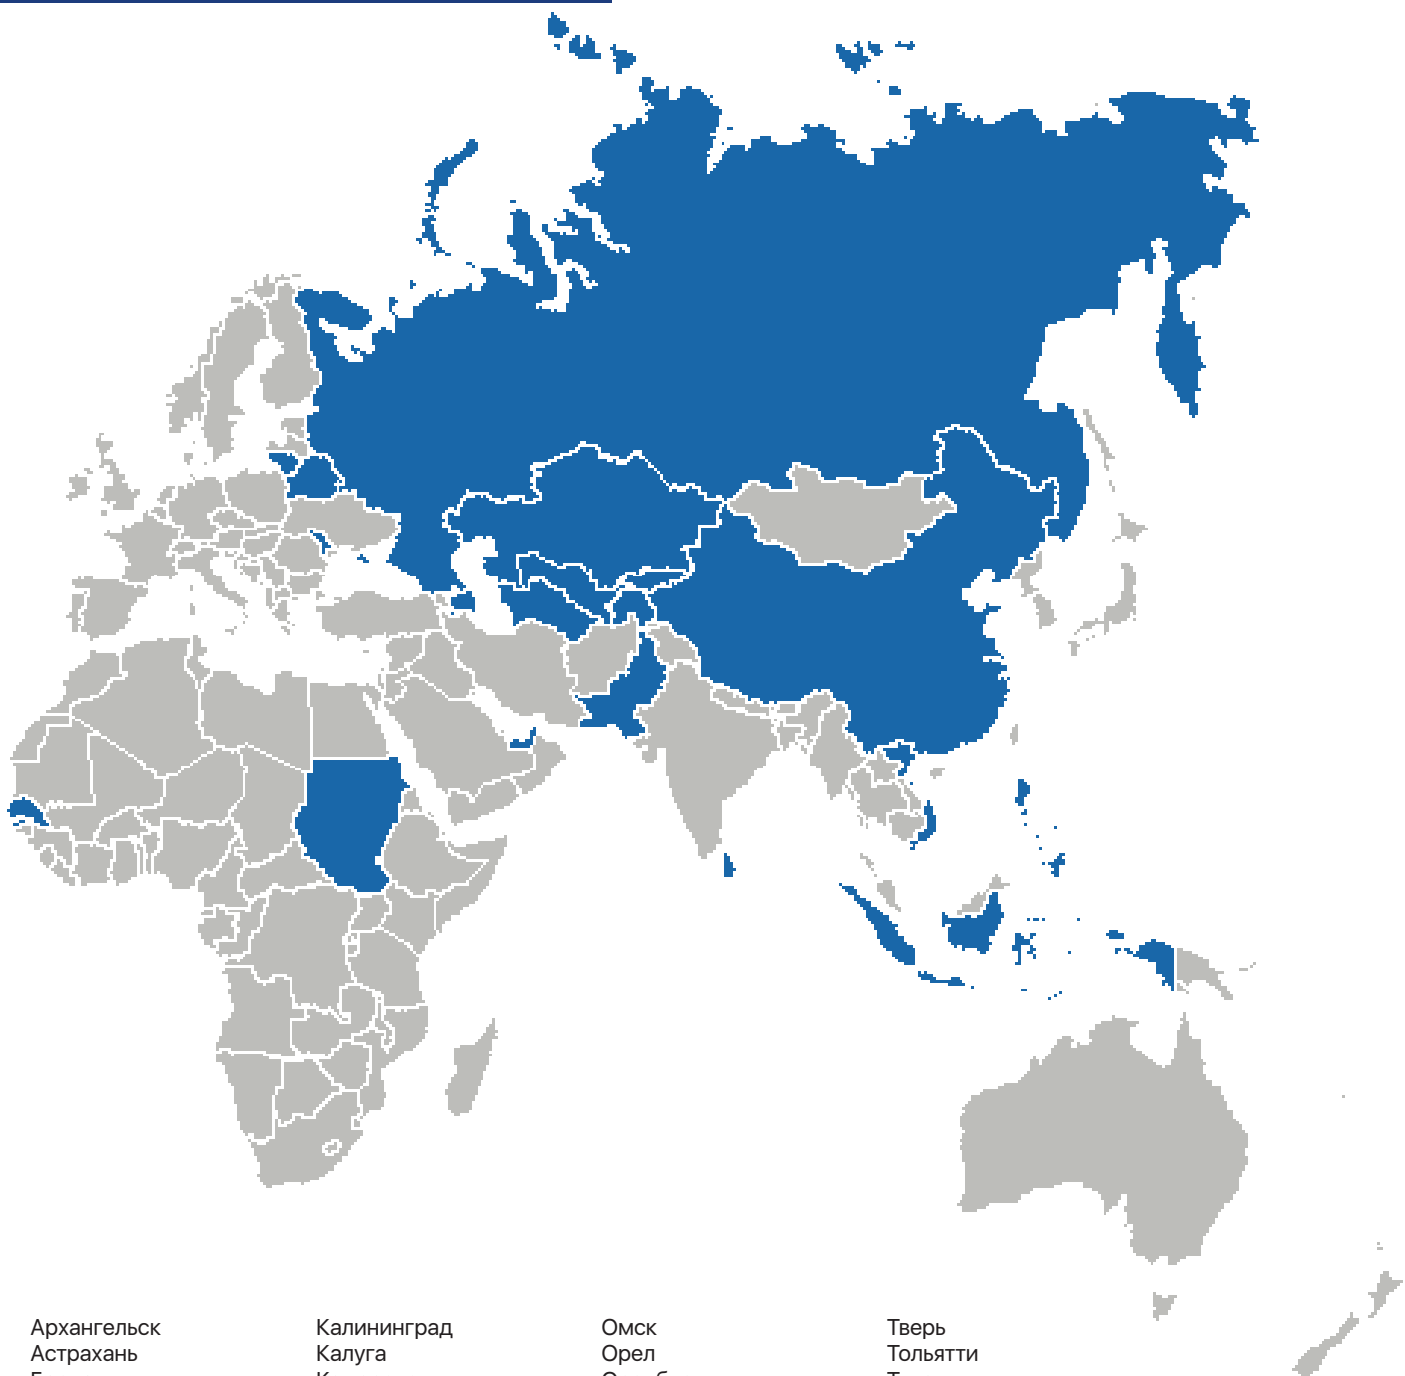 Архангельск
Астрахань
Калининград
Калуга
Омск
Орел
Тверь
Тольятти